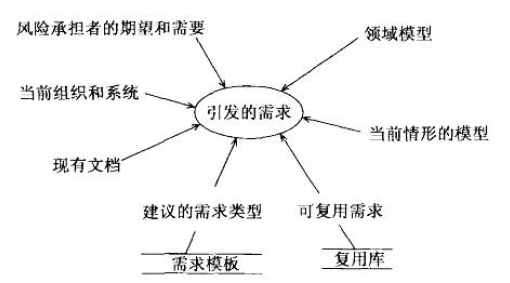 风险承担者的期望和需要
领域模型
当前组织和系统
引发的需求
当前情形的模型
现有文档
建议的需求类型
可复用需求
需求模板
复用库